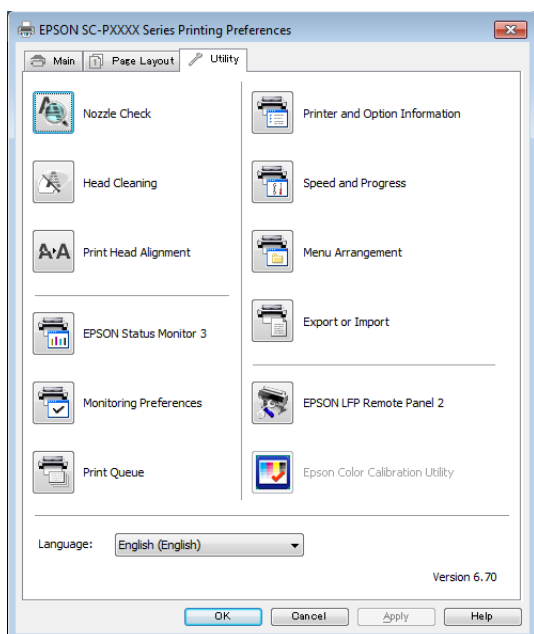 EPSON SC-PXXXX Series Printing Preferences
Main
Page Layout
Utility
Nozzle Check
Head Cleaning
A A Print Head Alignment
EPSON Status Monitor 3
Monitoring Preferences
Print Queue
Printer and Option Information
Speed and Progress
Menu Arrangement
Export or Import
EPSON LFP Remote Panel 2
Epson Color Calibration Utility
Language: English (English)
Version 6.70
OK Cancel Apply Help